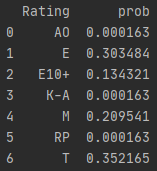 Rating prob
0 AO 0.000163
1 E 0.303484
2 E10+ 0.134321
3 K-A 0.000163
4 M 0.209541
5 RP 0.000163
6 T 0.352165